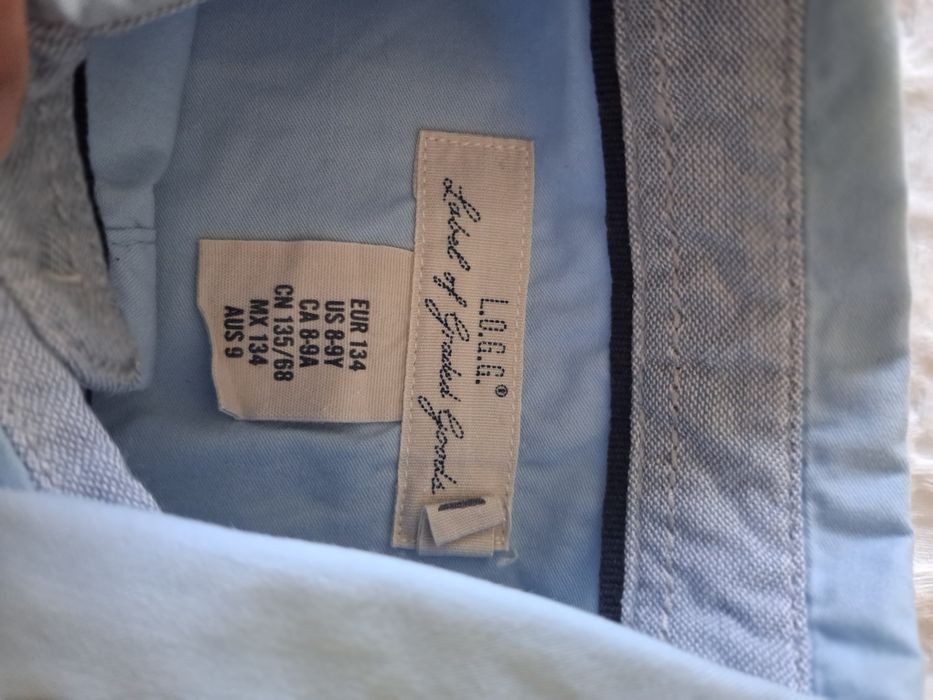 L.O.G.G.®
Label of Graded Goods
EUR 134
US 8-9Y
CA 8-9A
CN 135/68
MX 134
AUS 9